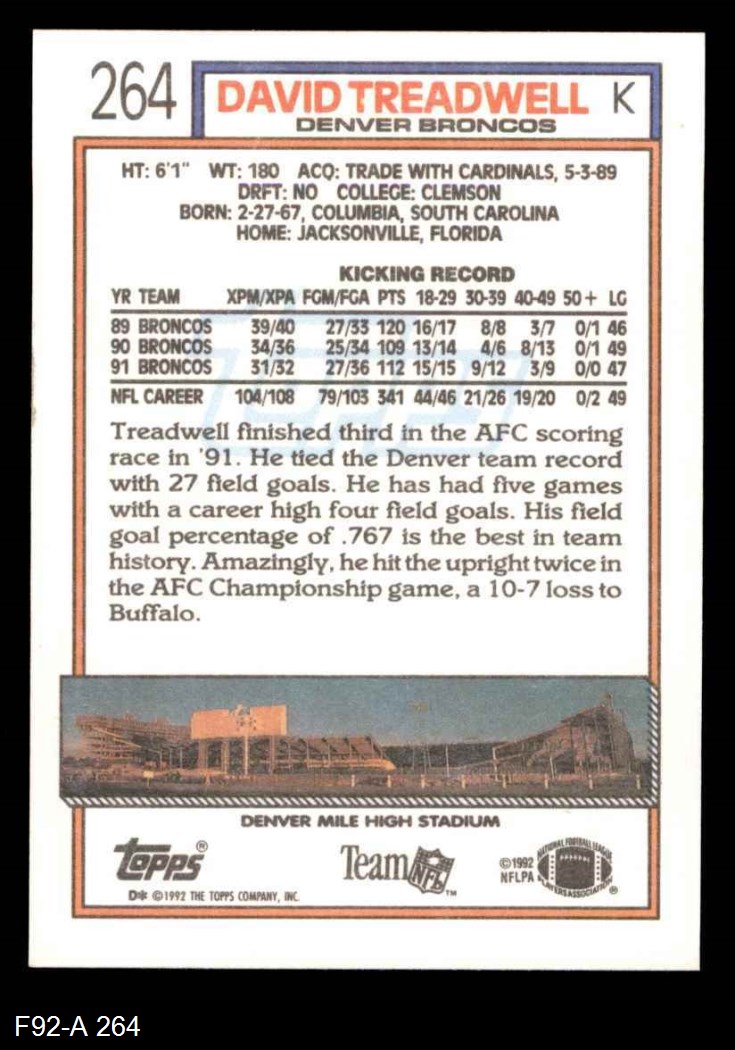 264 DAVID TREADWELL K
DENVER BRONCOS
HT: 6'1" WT: 180 ACQ: TRADE WITH CARDINALS, 5-3-89
DRFT: NO COLLEGE: CLEMSON
BORN: 2-27-67, COLUMBIA, SOUTH CAROLINA
HOME: JACKSONVILLE, FLORIDA
KICKING RECORD
YR TEAM XPM/XPA FGM/FGA PTS 18-29 30-39 40-49 50+ LG
89 BRONCOS 39/40 27/33 120 16/17 8/8 3/7 0/1 46
90 BRONCOS 34/36 25/34 109 13/14 4/6 8/13 0/1 49
91 BRONCOS 31/32 27/36 112 15/15 9/12 3/9 0/0 47
NFL CAREER 104/108 79/103 341 44/46 21/26 19/20 0/2 49
Treadwell finished third in the AFC scoring
race in '91. He tied the Denver team record
with 27 field goals. He has had five games
with a career high four field goals. His field
goal percentage of .767 is the best in team
history. Amazingly, he hit the upright twice in
the AFC Championship game, a 10-7 loss to
Buffalo.
DENVER MILE HIGH STADIUM
topps® Team NFL™ ©1992
NFLPA NATIONAL FOOTBALL LEAGUE PLAYERS ASSOCIATION ®
D* ©1992 THE TOPPS COMPANY, INC.
F92-A 264